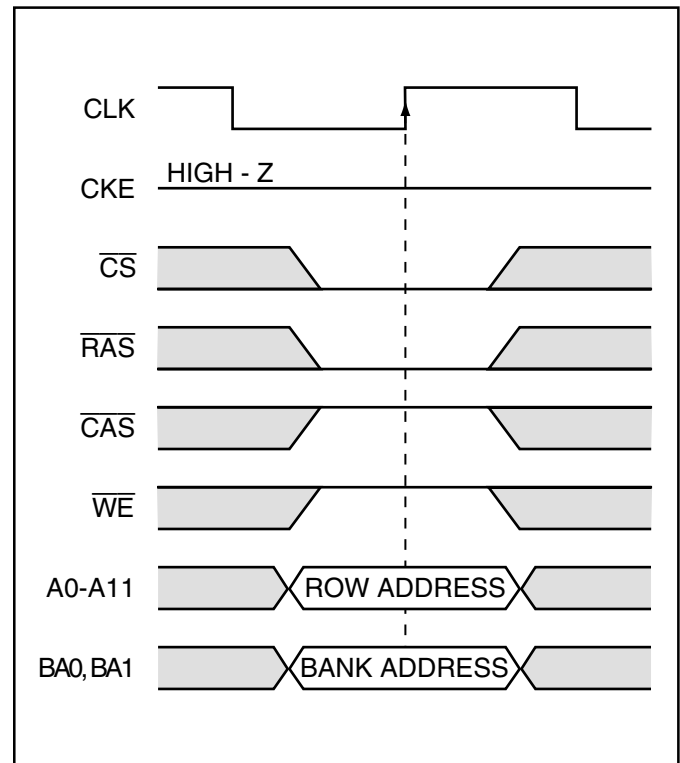 CLK
CKE HIGH - Z
CS
RAS
CAS
WE
A0-A11 ROW ADDRESS
BA0, BA1 BANK ADDRESS